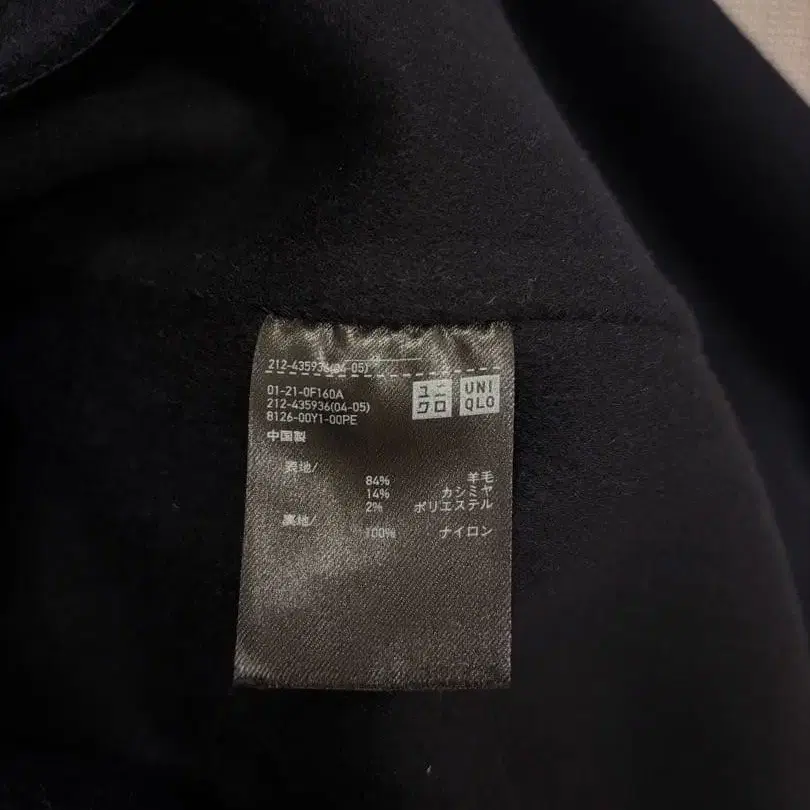 212-435936(04-05)
ユニ
クロ
UNI
QLO
01-21-0F160A
212-435936(04-05)
8126-00Y1-00PE
中国製
表地/
84% 羊毛
14% カシミヤ
2% ポリエステル
裏地/
100% ナイロン